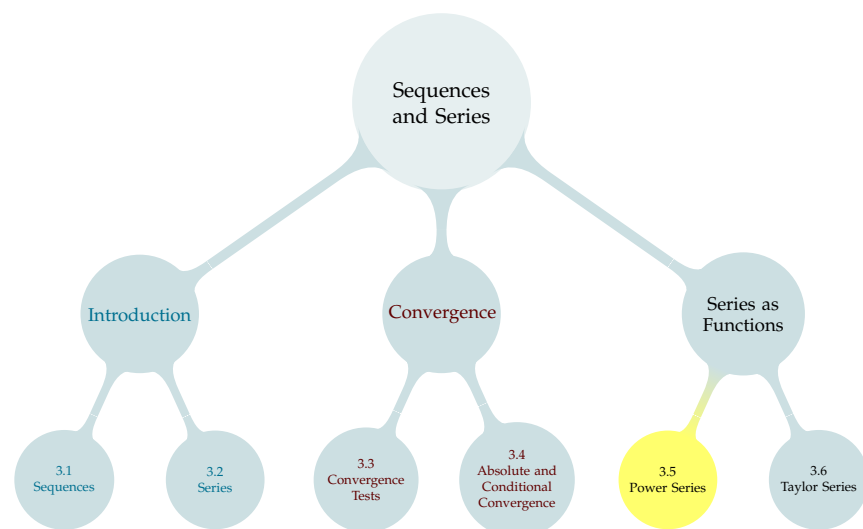 Sequences
and Series
Introduction
Convergence
Series as
Functions
3.1
Sequences
3.2
Series
3.3
Convergence
Tests
3.4
Absolute and
Conditional
Convergence
3.5
Power Series
3.6
Taylor Series